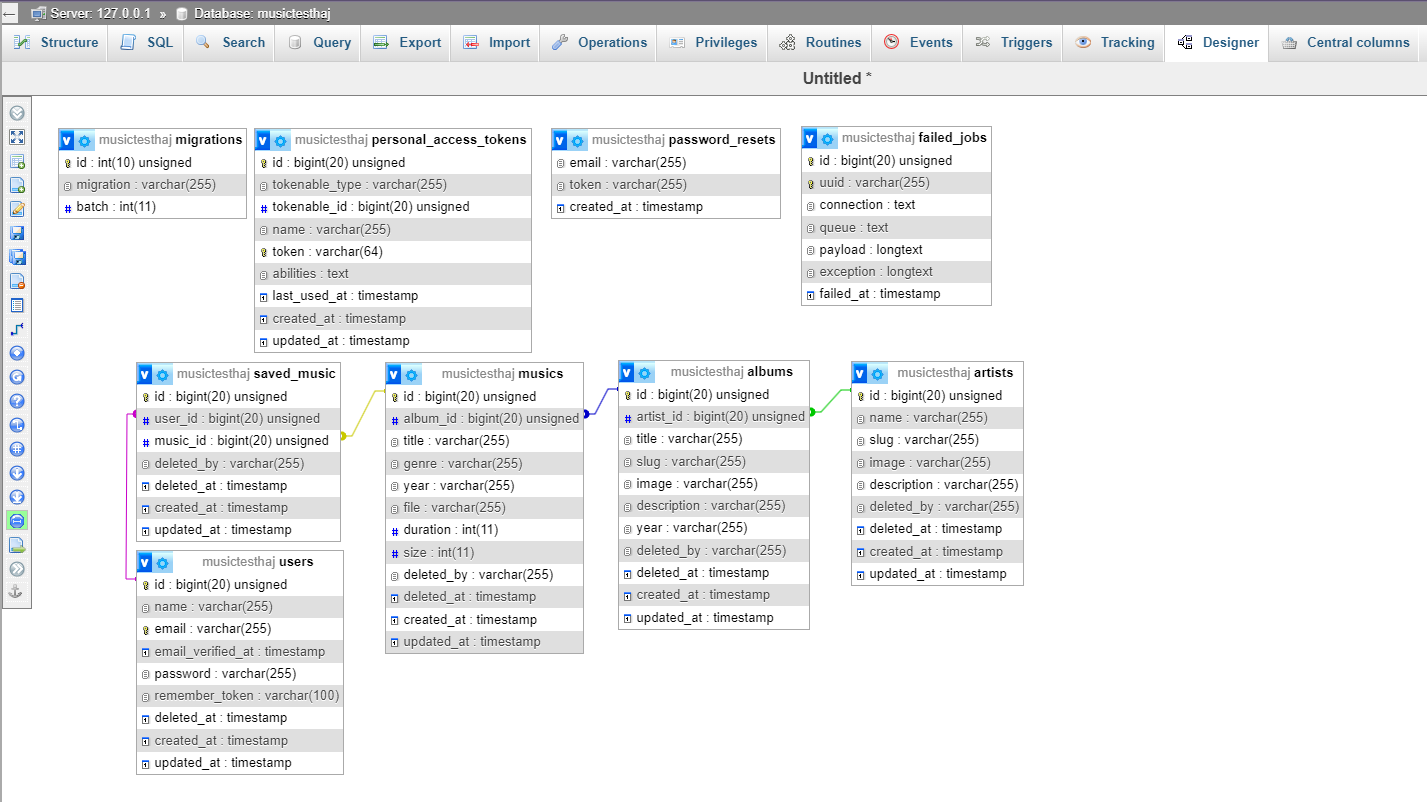 Server: 127.0.0.1 » Database: musictesthaj
Structure SQL Search Query Export Import Operations Privileges Routines Events Triggers Tracking Designer Central columns
Untitled *
musictesthaj migrations
id : int(10) unsigned
migration : varchar(255)
batch : int(11)
musictesthaj personal_access_tokens
id : bigint(20) unsigned
tokenable_type : varchar(255)
tokenable_id : bigint(20) unsigned
name : varchar(255)
token : varchar(64)
abilities : text
last_used_at : timestamp
created_at : timestamp
updated_at : timestamp
musictesthaj password_resets
email : varchar(255)
token : varchar(255)
created_at : timestamp
musictesthaj failed_jobs
id : bigint(20) unsigned
uuid : varchar(255)
connection : text
queue : text
payload : longtext
exception : longtext
failed_at : timestamp
musictesthaj saved_music
id : bigint(20) unsigned
user_id : bigint(20) unsigned
music_id : bigint(20) unsigned
deleted_by : varchar(255)
deleted_at : timestamp
created_at : timestamp
updated_at : timestamp
musictesthaj musics
id : bigint(20) unsigned
album_id : bigint(20) unsigned
title : varchar(255)
genre : varchar(255)
year : varchar(255)
file : varchar(255)
duration : int(11)
size : int(11)
deleted_by : varchar(255)
deleted_at : timestamp
created_at : timestamp
updated_at : timestamp
musictesthaj albums
id : bigint(20) unsigned
artist_id : bigint(20) unsigned
title : varchar(255)
slug : varchar(255)
image : varchar(255)
description : varchar(255)
year : varchar(255)
deleted_by : varchar(255)
deleted_at : timestamp
created_at : timestamp
updated_at : timestamp
musictesthaj artists
id : bigint(20) unsigned
name : varchar(255)
slug : varchar(255)
image : varchar(255)
description : varchar(255)
deleted_by : varchar(255)
deleted_at : timestamp
created_at : timestamp
updated_at : timestamp
musictesthaj users
id : bigint(20) unsigned
name : varchar(255)
email : varchar(255)
email_verified_at : timestamp
password : varchar(255)
remember_token : varchar(100)
deleted_at : timestamp
created_at : timestamp
updated_at : timestamp